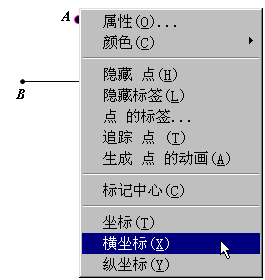 A
属性(O)...
颜色(C)
隐藏 点(H)
B
隐藏标签(L)
点 的标签...
追踪 点 (T)
生成 点 的动画(A)
标记中心(C)
坐标(T)
横坐标(X)
纵坐标(Y)